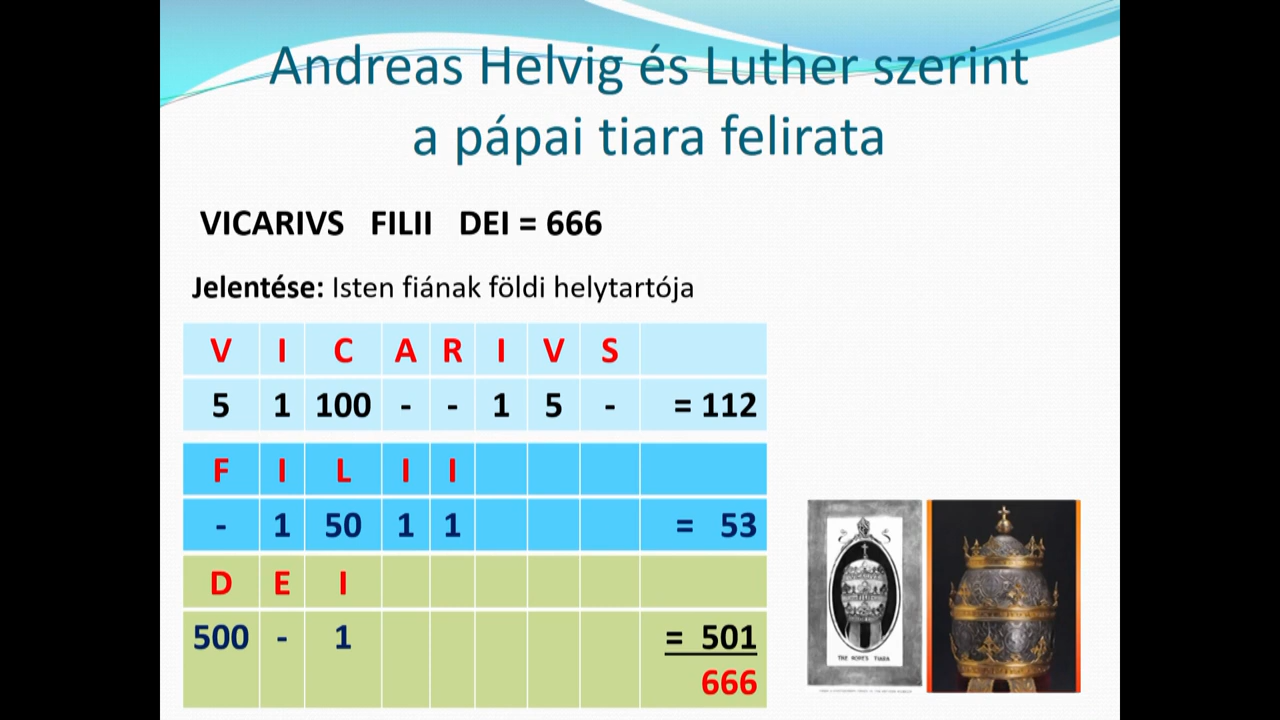 Andreas Helvig és Luther szerint
a pápai tiara felirata
VICARIVS FILII DEI = 666
Jelentése: Isten fiának földi helytartója
V I C A R I V S
5 1 100 - - 1 5 - = 112
F I L I I
- 1 50 1 1 = 53
D E I
500 - 1 = 501
666
THE POPES TIARA